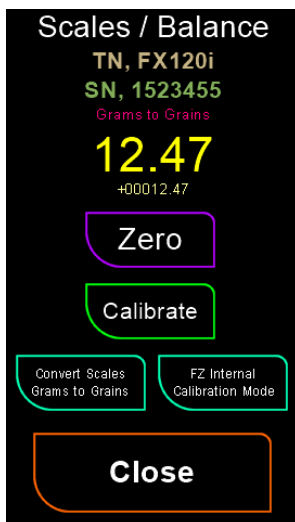 Scales / Balance
TN, FX120i
SN, 1523455
Grams to Grains
12.47
+00012.47
Zero
Calibrate
Convert Scales
Grams to Grains
FZ Internal
Calibration Mode
Close